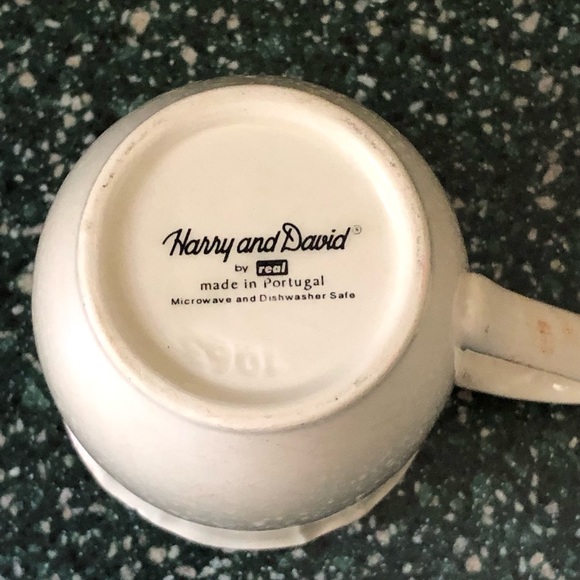 Harry and David®
by real
made in Portugal
Microwave and Dishwasher Safe